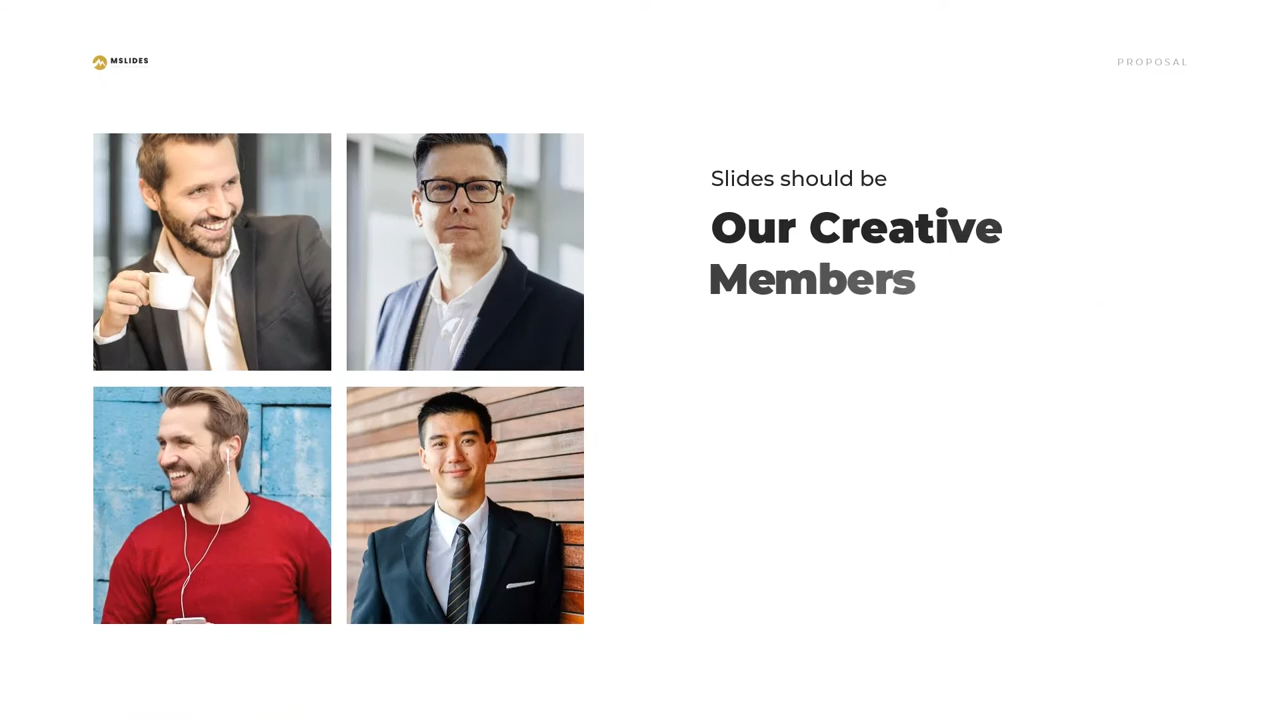 MSLIDES
PROPOSAL
Slides should be
Our Creative
Members